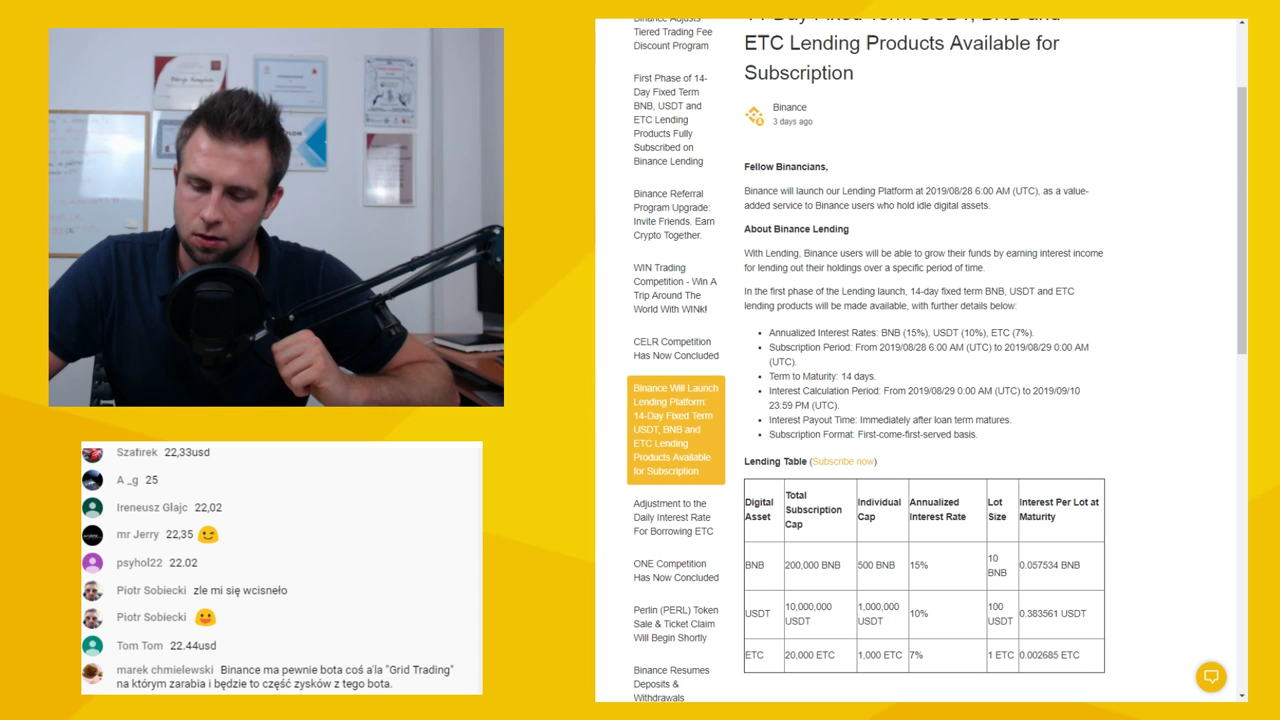 Szafirek 22,33usd
A _g 25
Ireneusz Glajc 22,02
mr Jerry 22,35
psyhol22 22.02
Piotr Sobiecki zle mi się wcisneło
Piotr Sobiecki
Tom Tom 22.44usd
marek chmielewski Binance ma pewnie bota coś a'la "Grid Trading"
na którym zarabia i będzie to część zysków z tego bota.
Binance Adjusts
Tiered Trading Fee
Discount Program
First Phase of 14-
Day Fixed Term
BNB, USDT and
ETC Lending
Products Fully
Subscribed on
Binance Lending
Binance Referral
Program Upgrade:
Invite Friends. Earn
Crypto Together.
WIN Trading
Competition - Win A
Trip Around The
World With WINk!
CELR Competition
Has Now Concluded
Binance Will Launch
Lending Platform:
14-Day Fixed Term
USDT, BNB and
ETC Lending
Products Available
for Subscription
Adjustment to the
Daily Interest Rate
For Borrowing ETC
ONE Competition
Has Now Concluded
Perlin (PERL) Token
Sale & Ticket Claim
Will Begin Shortly
Binance Resumes
Deposits &
Withdrawals
14-Day Fixed Term USDT, BNB and
ETC Lending Products Available for
Subscription
Binance
3 days ago
Fellow Binancians,
Binance will launch our Lending Platform at 2019/08/28 6:00 AM (UTC), as a value-
added service to Binance users who hold idle digital assets.
About Binance Lending
With Lending, Binance users will be able to grow their funds by earning interest income
for lending out their holdings over a specific period of time.
In the first phase of the Lending launch, 14-day fixed term BNB, USDT and ETC
lending products will be made available, with further details below:
• Annualized Interest Rates: BNB (15%), USDT (10%), ETC (7%).
• Subscription Period: From 2019/08/28 6:00 AM (UTC) to 2019/08/29 0:00 AM
(UTC).
• Term to Maturity: 14 days.
• Interest Calculation Period: From 2019/08/29 0:00 AM (UTC) to 2019/09/10
23:59 PM (UTC).
• Interest Payout Time: Immediately after loan term matures.
• Subscription Format: First-come-first-served basis.
Lending Table (Subscribe now)
Digital Asset Total Subscription Cap Individual Cap Annualized Interest Rate Lot Size Interest Per Lot at Maturity
BNB 200,000 BNB 500 BNB 15% 10 BNB 0.057534 BNB
USDT 10,000,000 USDT 1,000,000 USDT 10% 100 USDT 0.383561 USDT
ETC 20,000 ETC 1,000 ETC 7% 1 ETC 0.002685 ETC